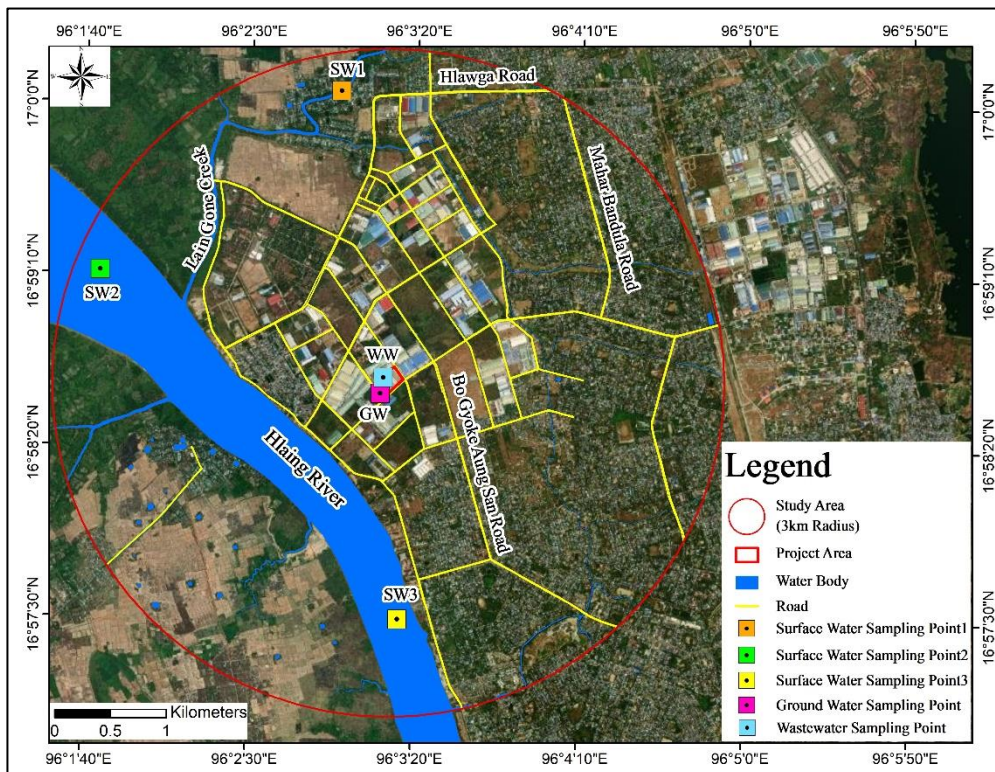 96°1'40"E 96°2'30"E 96°3'20"E 96°4'10"E 96°5'0"E 96°5'50"E
17°0'0"N
16°59'10"N
16°58'20"N
16°57'30"N
17°0'0"N
16°59'10"N
16°58'20"N
16°57'30"N
SW1
Hlawga Road
Mahar Bandula Road
Lain Gone Creek
SW2
WW
GW
Bo Gyoke Aung San Road
Hlaing River
SW3
Legend
Study Area
(3km Radius)
Project Area
Water Body
Road
Surface Water Sampling Point1
Surface Water Sampling Point2
Surface Water Sampling Point3
Ground Water Sampling Point
Wastewater Sampling Point
Kilometers
0 0.5 1
96°1'40"E 96°2'30"E 96°3'20"E 96°4'10"E 96°5'0"E 96°5'50"E